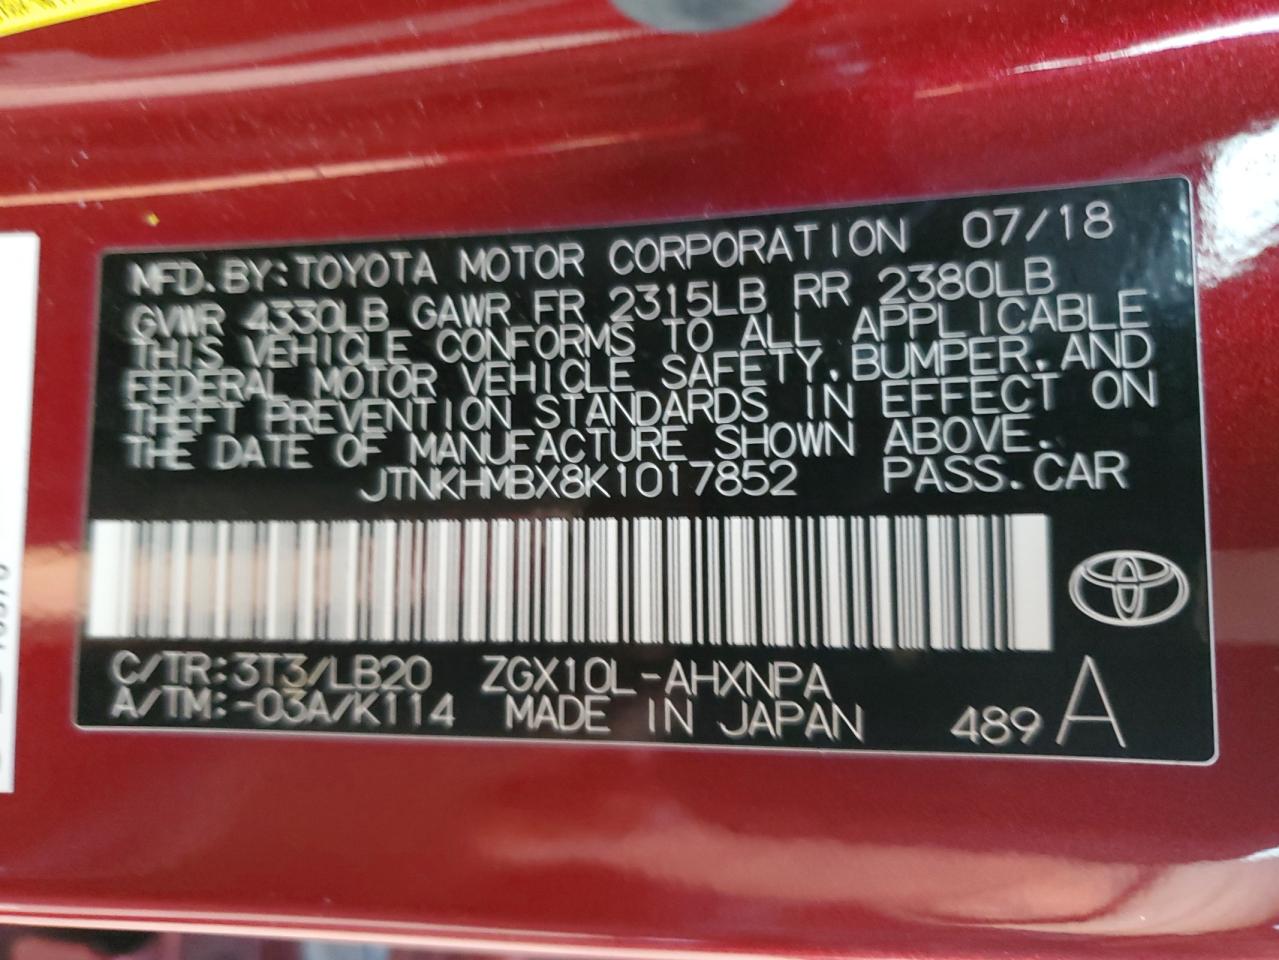 MFD.BY:TOYOTA MOTOR CORPORATION 07/18
GVWR 4330LB GAWR FR 2315LB RR 2380LB
THIS VEHICLE CONFORMS TO ALL APPLICABLE
FEDERAL MOTOR VEHICLE SAFETY,BUMPER,AND
THEFT PREVENTION STANDARDS IN EFFECT ON
THE DATE OF MANUFACTURE SHOWN ABOVE.
JTNKHMBX8K1017852 PASS.CAR
C/TR:3T3/LB20 ZGX10L-AHXNPA
A/TM:-03A/K114 MADE IN JAPAN 489 A